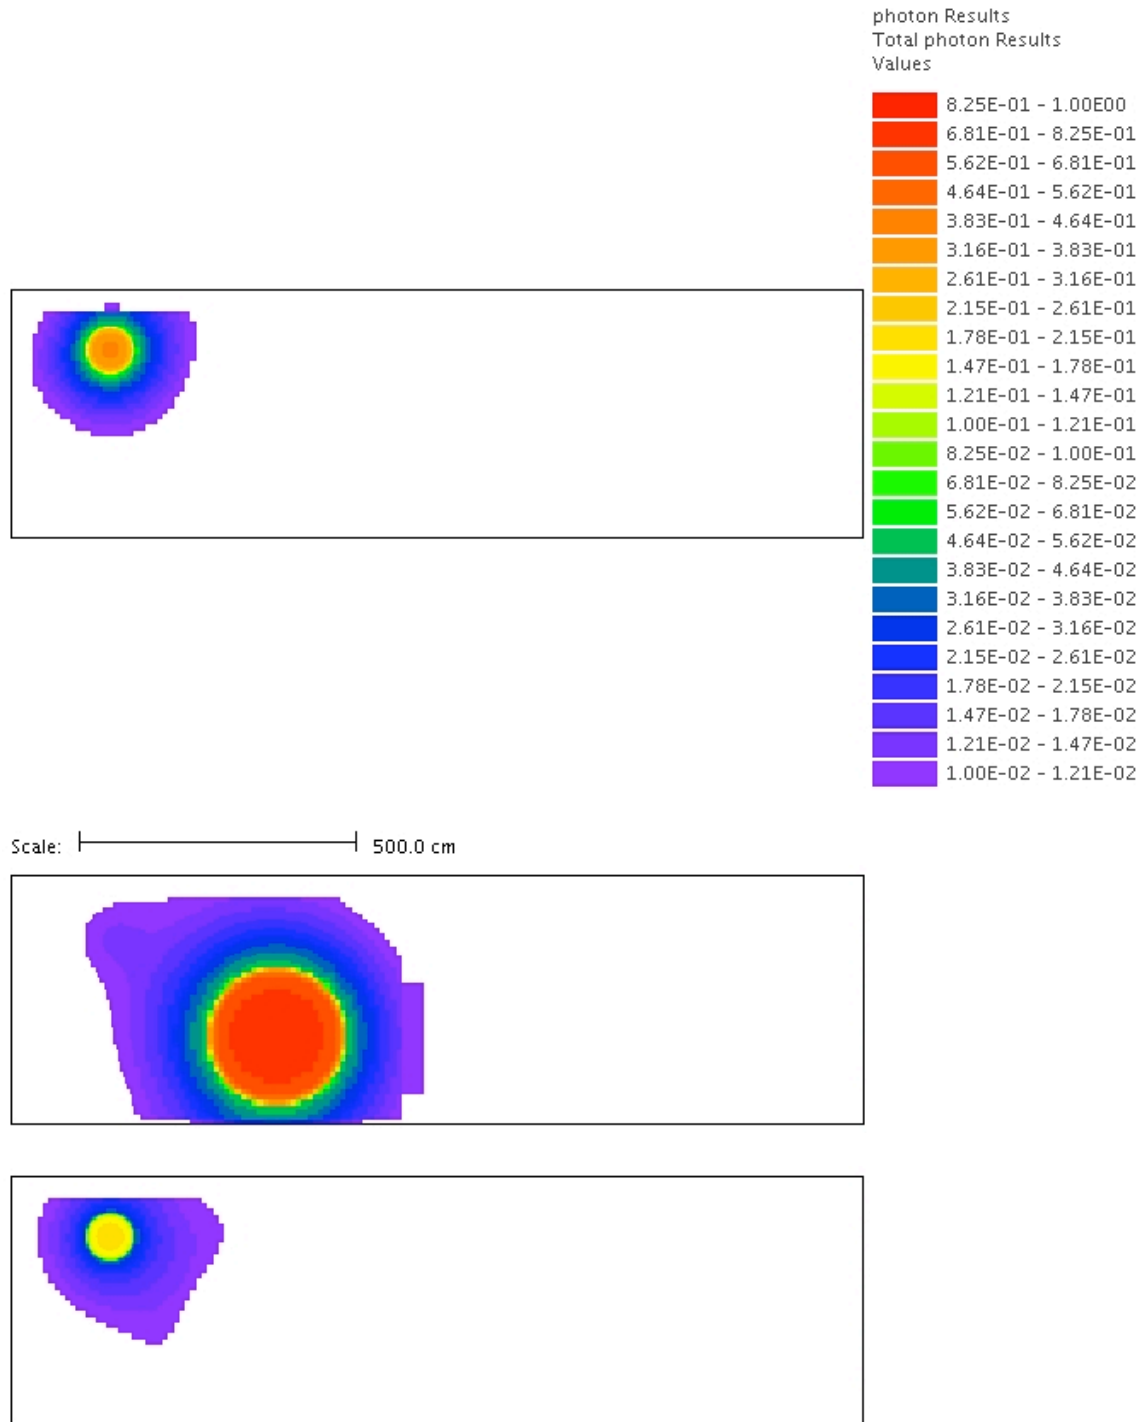 photon Results
Total photon Results
Values
8.25E-01 - 1.00E00
6.81E-01 - 8.25E-01
5.62E-01 - 6.81E-01
4.64E-01 - 5.62E-01
3.83E-01 - 4.64E-01
3.16E-01 - 3.83E-01
2.61E-01 - 3.16E-01
2.15E-01 - 2.61E-01
1.78E-01 - 2.15E-01
1.47E-01 - 1.78E-01
1.21E-01 - 1.47E-01
1.00E-01 - 1.21E-01
8.25E-02 - 1.00E-01
6.81E-02 - 8.25E-02
5.62E-02 - 6.81E-02
4.64E-02 - 5.62E-02
3.83E-02 - 4.64E-02
3.16E-02 - 3.83E-02
2.61E-02 - 3.16E-02
2.15E-02 - 2.61E-02
1.78E-02 - 2.15E-02
1.47E-02 - 1.78E-02
1.21E-02 - 1.47E-02
1.00E-02 - 1.21E-02
Scale: 500.0 cm